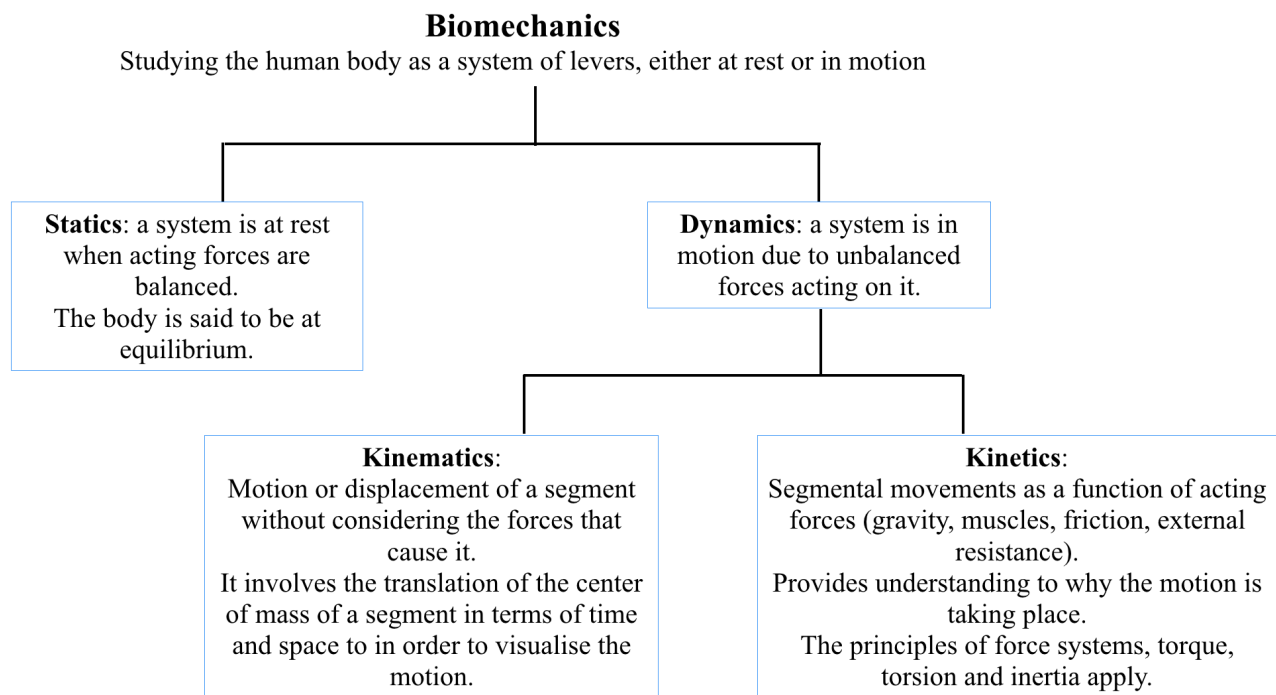 Biomechanics
Studying the human body as a system of levers, either at rest or in motion
Statics: a system is at rest
when acting forces are
balanced.
The body is said to be at
equilibrium.
Dynamics: a system is in
motion due to unbalanced
forces acting on it.
Kinematics:
Motion or displacement of a segment
without considering the forces that
cause it.
It involves the translation of the center
of mass of a segment in terms of time
and space to in order to visualise the
motion.
Kinetics:
Segmental movements as a function of acting
forces (gravity, muscles, friction, external
resistance).
Provides understanding to why the motion is
taking place.
The principles of force systems, torque,
torsion and inertia apply.